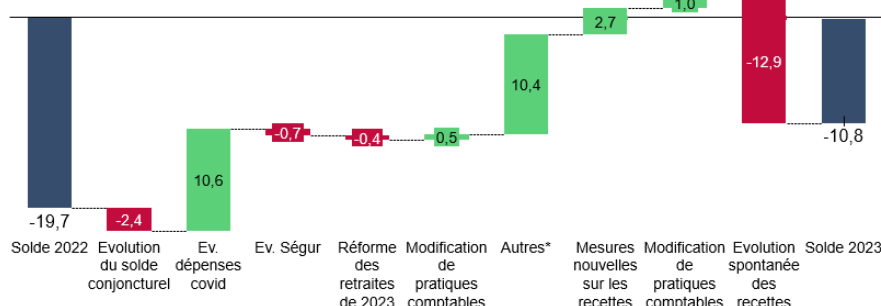 1,0
2,7
-12,9
10,4
-10,8
-0,7
-0,4
0,5
10,6
-19,7
-2,4
Solde 2022
Evolution
du solde
conjoncturel
Ev.
dépenses
covid
Ev. Ségur
Réforme
des
retraites
de 2023
Modification
de
pratiques
comptables
Autres*
Mesures
nouvelles
sur les
recettes
Modification
de
pratiques
comptables
Evolution
spontanée
des
recettes
Solde 2023